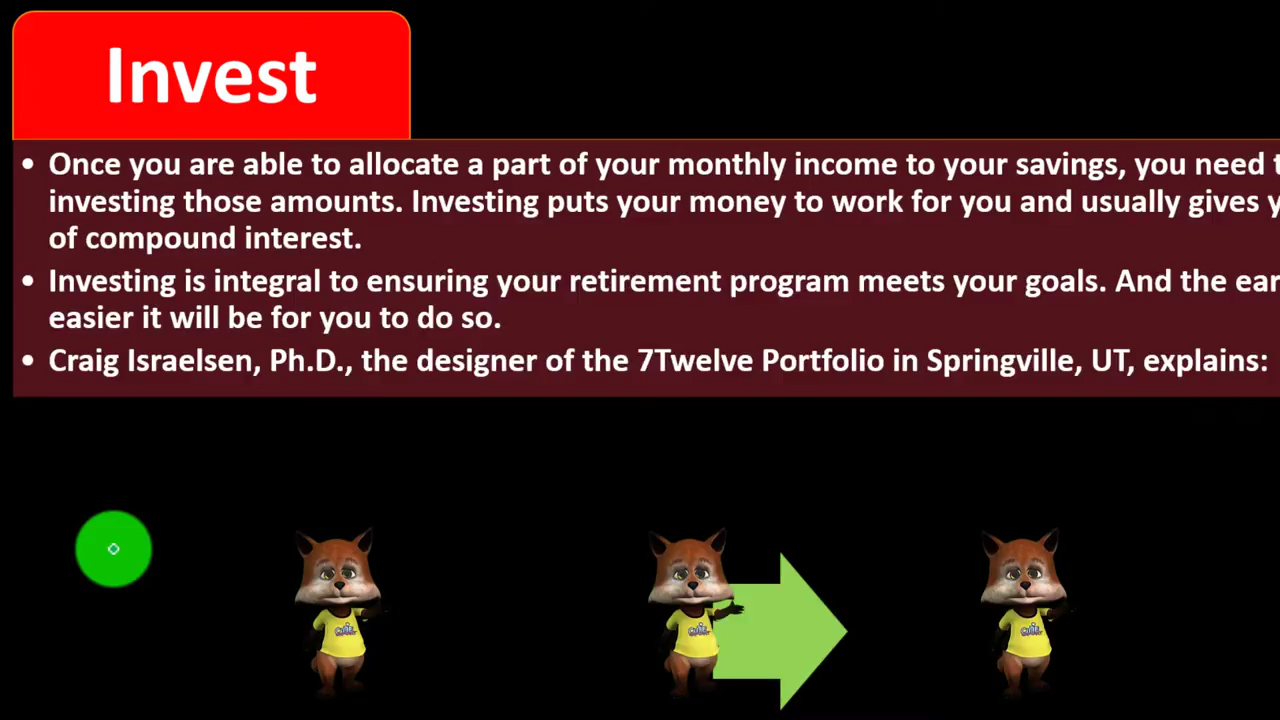 Invest
• Once you are able to allocate a part of your monthly income to your savings, you need
investing those amounts. Investing puts your money to work for you and usually gives
of compound interest.
• Investing is integral to ensuring your retirement program meets your goals. And the
easier it will be for you to do so.
• Craig Israelsen, Ph.D., the designer of the 7Twelve Portfolio in Springville, UT, explains: